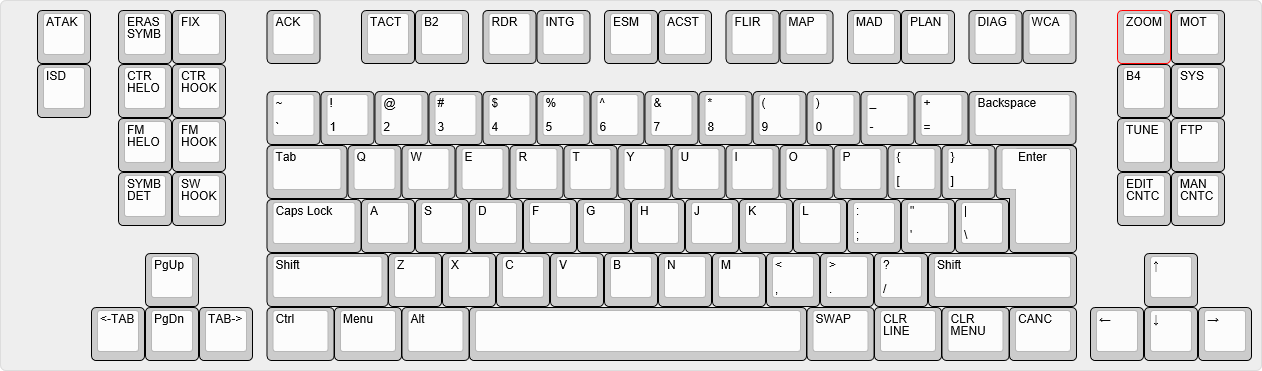 ATAK
ERAS SYMB
FIX
ACK
TACT
B2
RDR
INTG
ESM
ACST
FLIR
MAP
MAD
PLAN
DIAG
WCA
ZOOM
MOT
ISD
CTR HELO
CTR HOOK
B4
SYS
~ `
! 1
@ 2
# 3
$ 4
% 5
^ 6
& 7
* 8
( 9
) 0
_ -
+ =
Backspace
FM HELO
FM HOOK
TUNE
FTP
Tab
Q
W
E
R
T
Y
U
I
O
P
{ [
} ]
Enter
SYMB DET
SW HOOK
EDIT CNTC
MAN CNTC
Caps Lock
A
S
D
F
G
H
J
K
L
: ;
" '
| \
PgUp
Shift
Z
X
C
V
B
N
M
< ,
> .
? /
Shift
↑
<-TAB
PgDn
TAB->
Ctrl
Menu
Alt
SWAP
CLR LINE
CLR MENU
CANC
←
↓
→